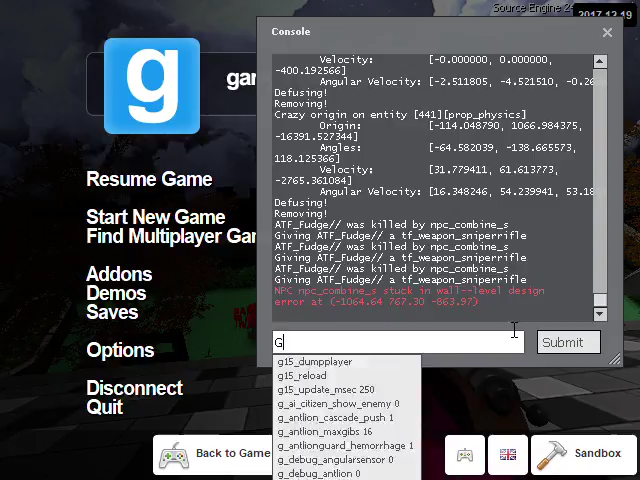 Source Engine 24
2017.12.19
Console
g
Velocity: [-0.000000, 0.000000,
-400.192566]
Angular Velocity: [-2.511805, -4.521510,
Defusing!
Removing!
Crazy origin on entity [441][prop_physics]
Origin: [-114.048790, 1066.984375,
-16391.527344]
Angles: [-64.582039, -138.665573,
118.125366]
Velocity: [31.779411, 61.613773,
-2765.361084]
Angular Velocity: [16.348246, 54.239941, 53.18
Defusing!
Removing!
ATF_Fudge// was killed by npc_combine_s
Giving ATF_Fudge// a tf_weapon_sniperrifle
ATF_Fudge// was killed by npc_combine_s
Giving ATF_Fudge// a tf_weapon_sniperrifle
ATF_Fudge// was killed by npc_combine_s
Giving ATF_Fudge// a tf_weapon_sniperrifle
NPC npc_combine_s stuck in wall--level design
error at (-1064.64 767.30 -863.97)
G
Submit
g15_dumpplayer
g15_reload
g15_update_msec 250
g_ai_citizen_show_enemy 0
g_antlion_cascade_push 1
g_antlion_maxgibs 16
g_antlionguard_hemorrhage 1
g_debug_angularsensor 0
g_debug_antlion 0
Resume Game
Start New Game
Find Multiplayer Gar
Addons
Demos
Saves
Options
Disconnect
Quit
Back to Game
Sandbox